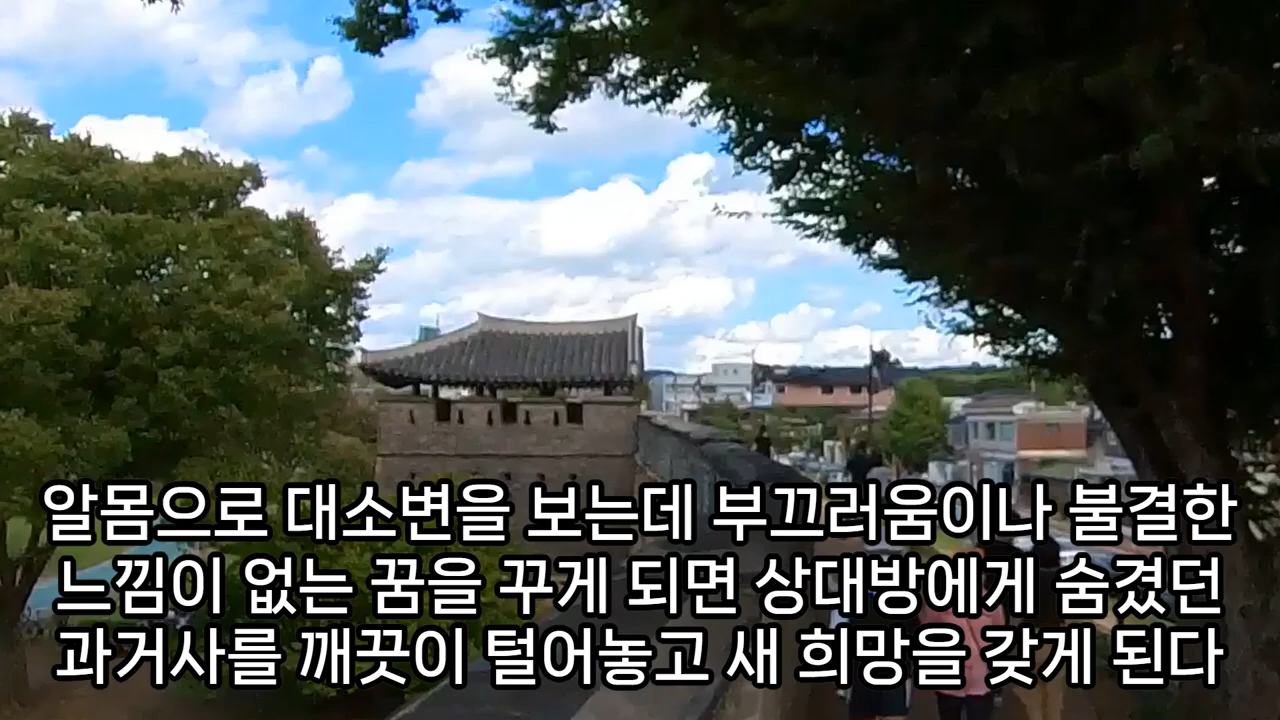 알몸으로 대소변을 보는데 부끄러움이나 불결한
느낌이 없는 꿈을 꾸게 되면 상대방에게 숨겼던
과거사를 깨끗이 털어놓고 새 희망을 갖게 된다